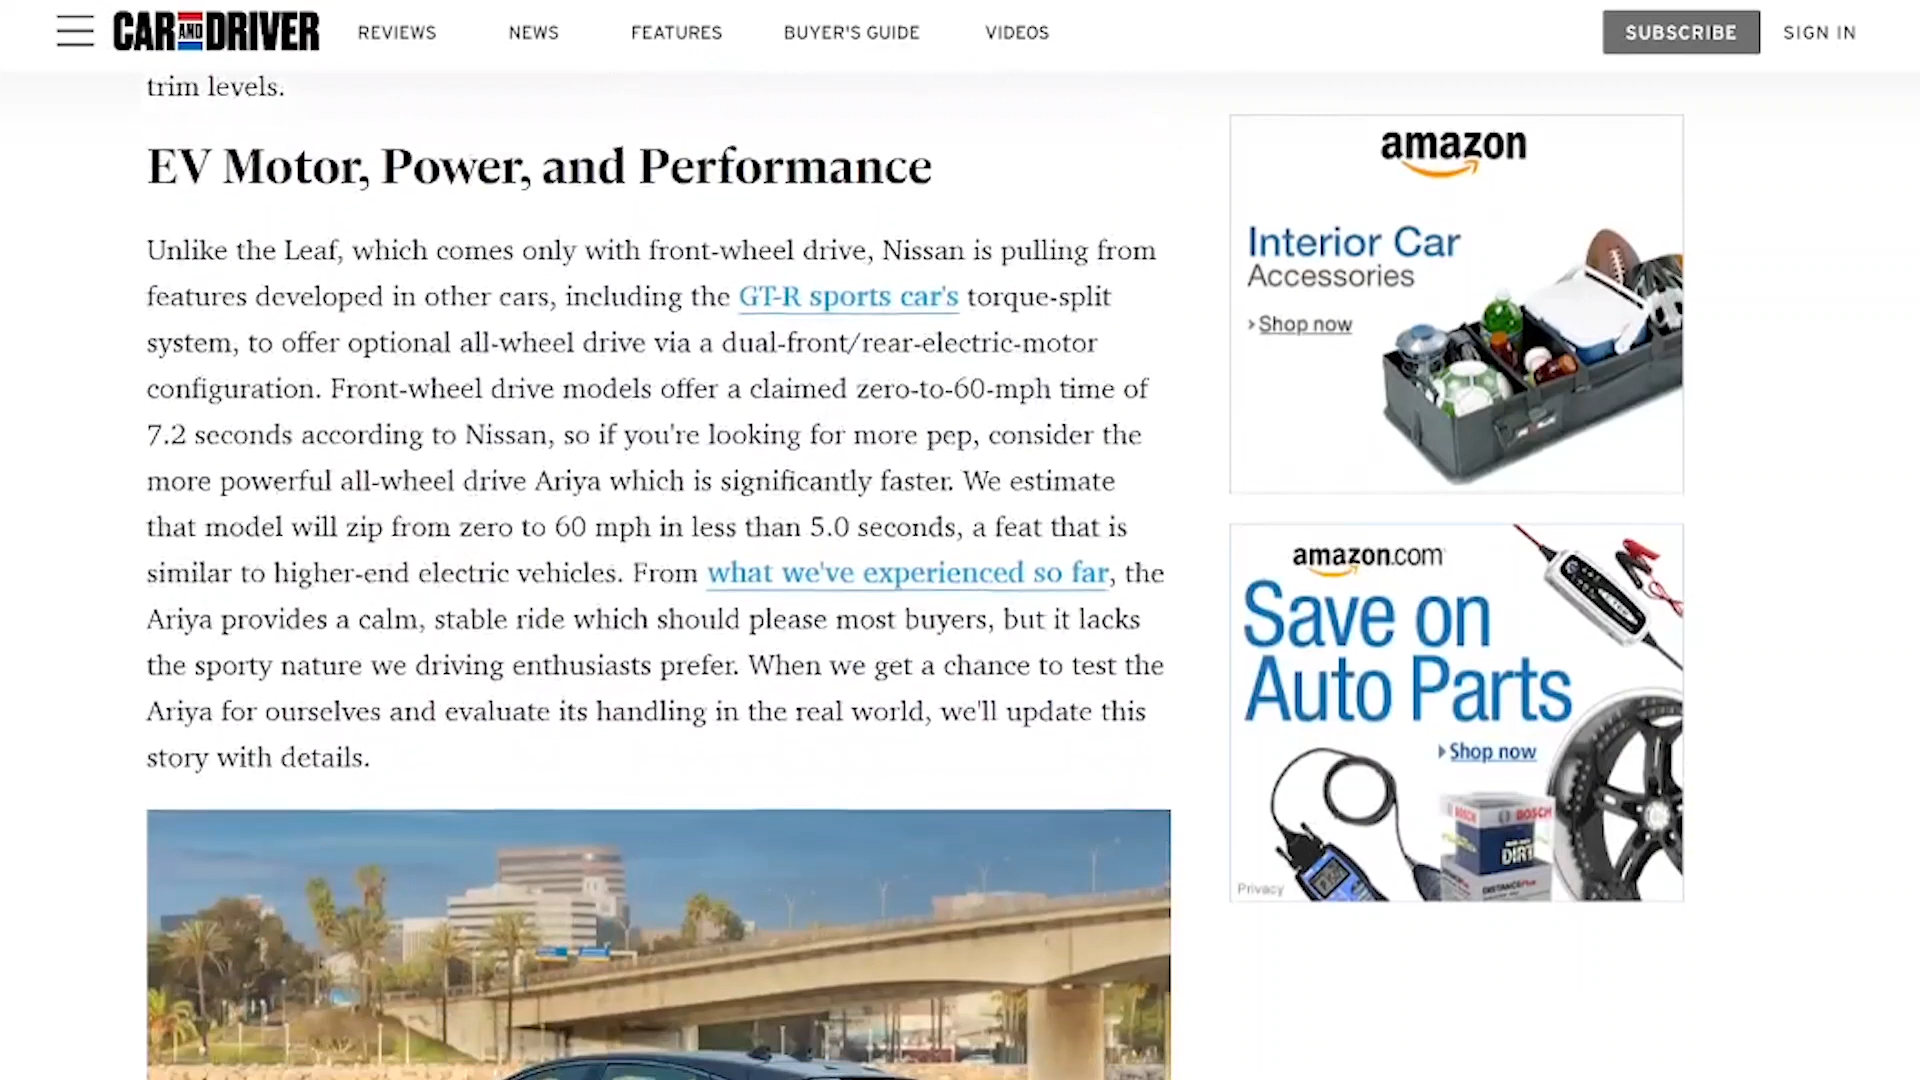 CAR AND DRIVER
REVIEWS
NEWS
FEATURES
BUYER'S GUIDE
VIDEOS
SUBSCRIBE
SIGN IN
trim levels.
EV Motor, Power, and Performance
Unlike the Leaf, which comes only with front-wheel drive, Nissan is pulling from
features developed in other cars, including the GT-R sports car's torque-split
system, to offer optional all-wheel drive via a dual-front/rear-electric-motor
configuration. Front-wheel drive models offer a claimed zero-to-60-mph time of
7.2 seconds according to Nissan, so if you're looking for more pep, consider the
more powerful all-wheel drive Ariya which is significantly faster. We estimate
that model will zip from zero to 60 mph in less than 5.0 seconds, a feat that is
similar to higher-end electric vehicles. From what we've experienced so far, the
Ariya provides a calm, stable ride which should please most buyers, but it lacks
the sporty nature we driving enthusiasts prefer. When we get a chance to test the
Ariya for ourselves and evaluate its handling in the real world, we'll update this
story with details.
amazon
Interior Car
Accessories
Shop now
amazon.com
Save on
Auto Parts
Shop now
BOSCH
BOSCH
DIRT
Privacy